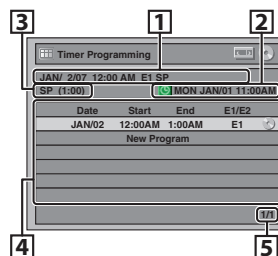 3 1 2
Timer Programming
JAN/ 2/07 12:00 AM E1 SP
SP (1:00) MON JAN/01 11:00AM
Date Start End E1/E2
JAN/02 12:00AM 1:00AM E1
New Program
1/1
4 5